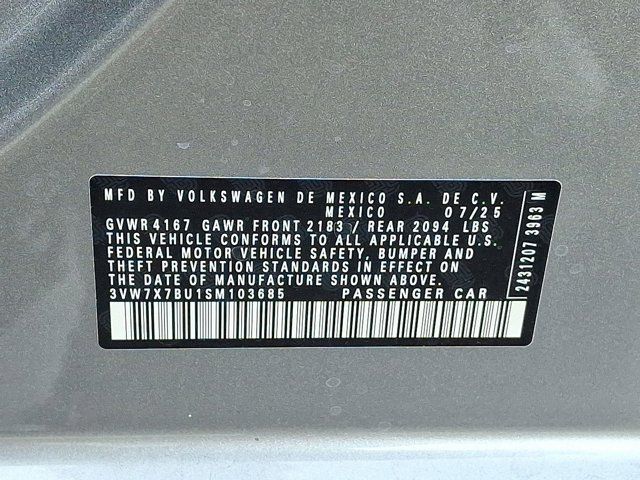 MFD BY VOLKSWAGEN DE MEXICO S.A. DE C.V.
MEXICO 07/25
GVWR 4167 GAWR FRONT 2183 / REAR 2094 LBS
THIS VEHICLE CONFORMS TO ALL APPLICABLE U.S.
FEDERAL MOTOR VEHICLE SAFETY, BUMPER AND
THEFT PREVENTION STANDARDS IN EFFECT ON
THE DATE OF MANUFACTURE SHOWN ABOVE.
3VW7X7BU1SM103685 PASSENGER CAR
2431207 3963 M